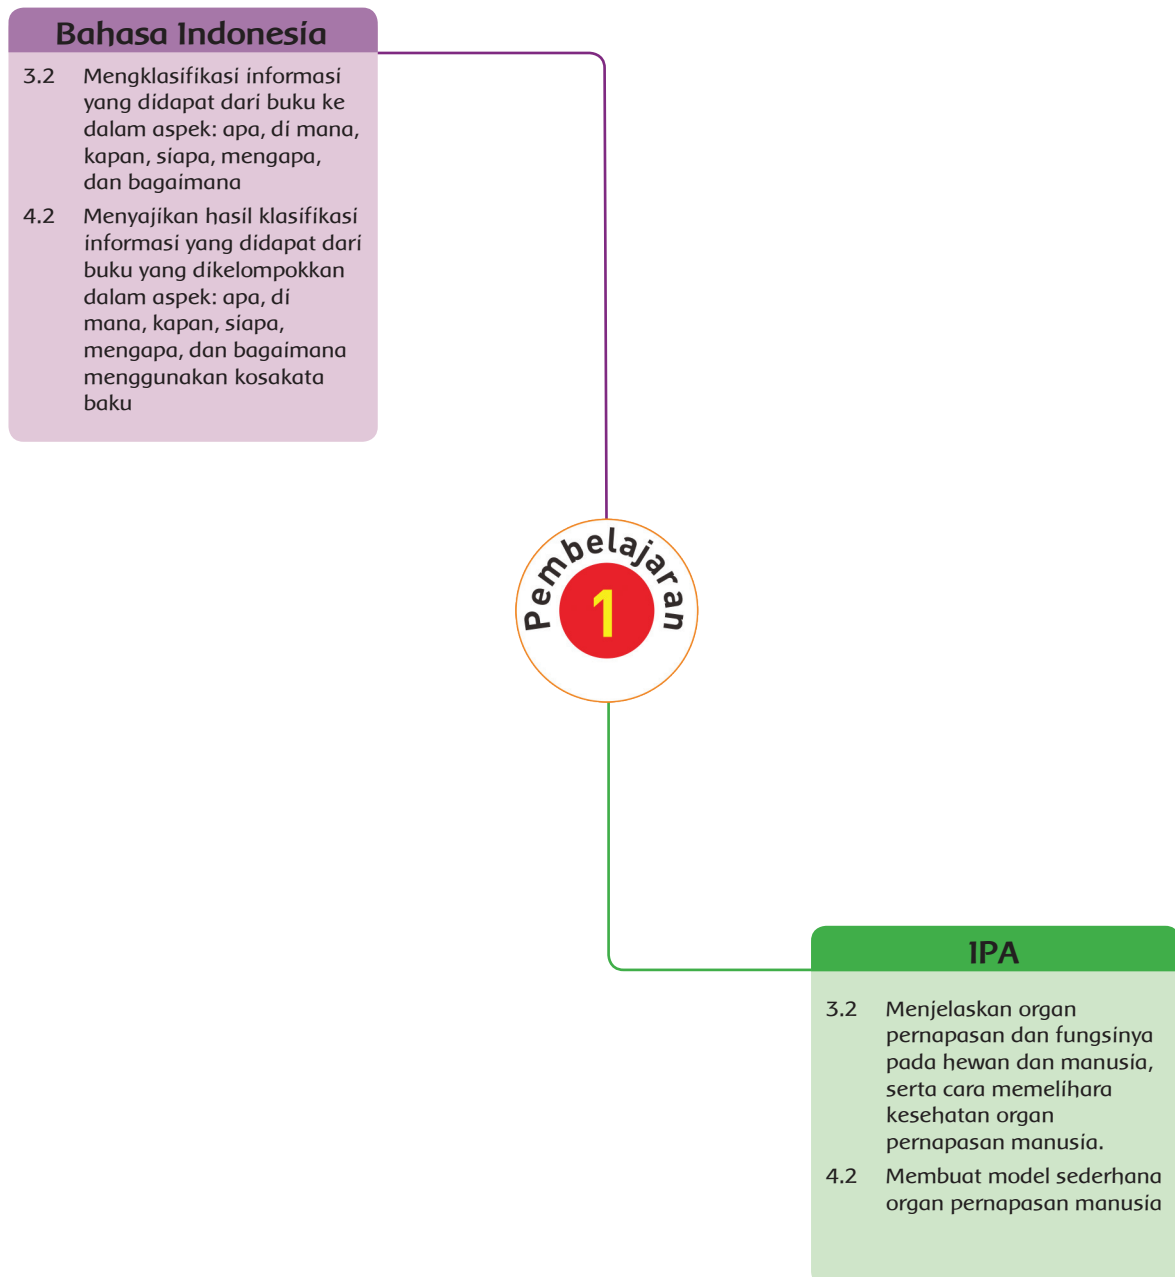 Bahasa Indonesia
3.2 Mengklasifikasi informasi
yang didapat dari buku ke
dalam aspek: apa, di mana,
kapan, siapa, mengapa,
dan bagaimana
4.2 Menyajikan hasil klasifikasi
informasi yang didapat dari
buku yang dikelompokkan
dalam aspek: apa, di
mana, kapan, siapa,
mengapa, dan bagaimana
menggunakan kosakata
baku
Pembelajaran
1
IPA
3.2 Menjelaskan organ
pernapasan dan fungsinya
pada hewan dan manusia,
serta cara memelihara
kesehatan organ
pernapasan manusia.
4.2 Membuat model sederhana
organ pernapasan manusia